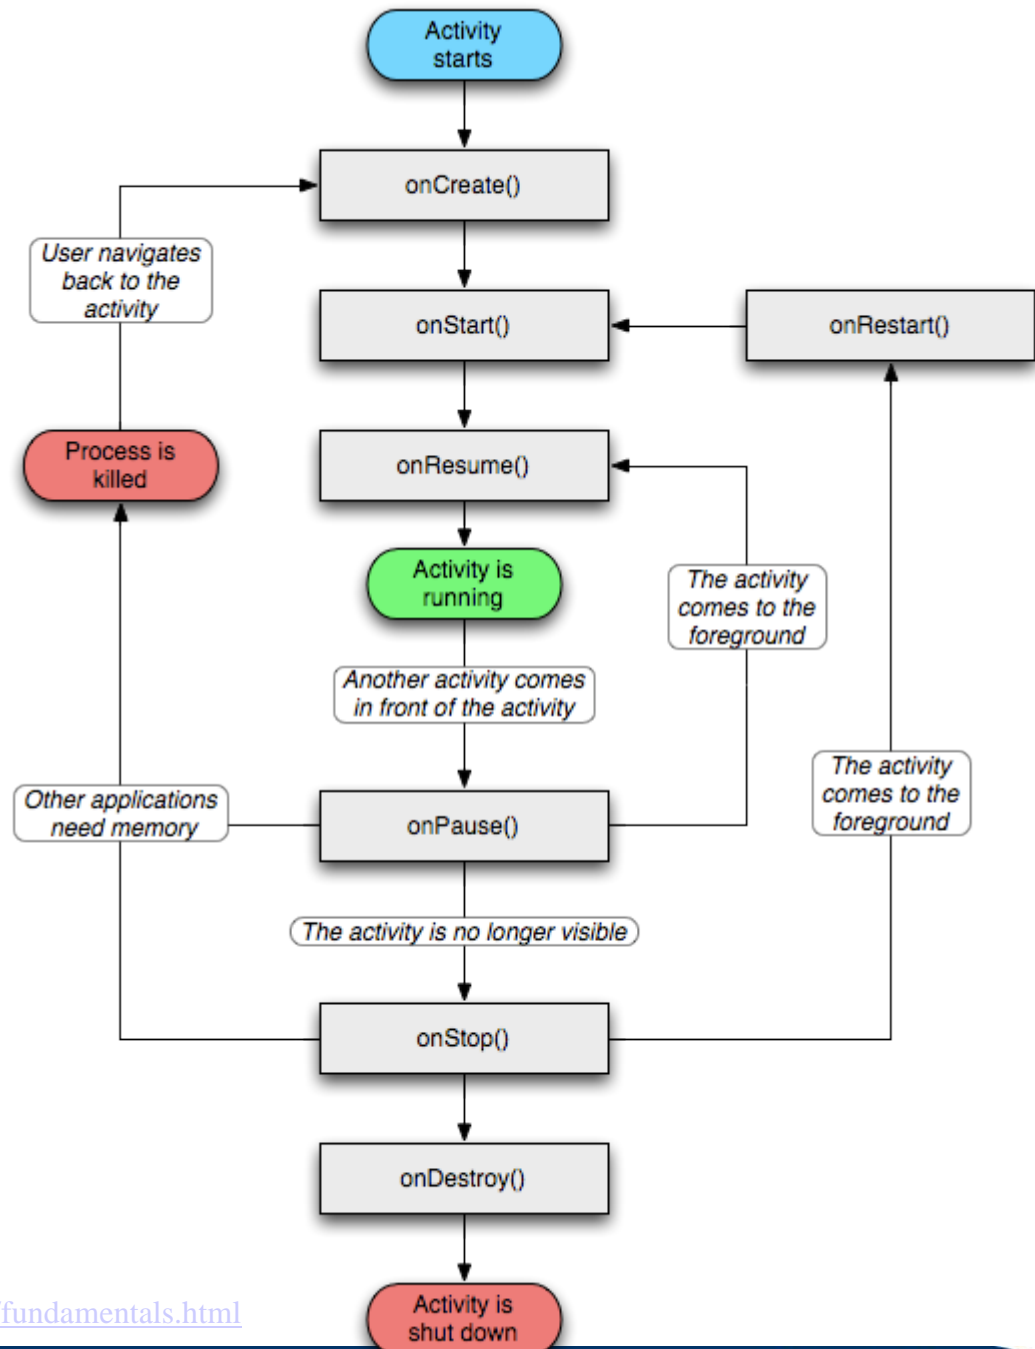 Activity
starts
onCreate()
User navigates
back to the
activity
onStart()
onRestart()
Process is
killed
onResume()
Activity is
running
The activity
comes to the
foreground
Another activity comes
in front of the activity
The activity
comes to the
foreground
Other applications
need memory
onPause()
The activity is no longer visible
onStop()
onDestroy()
/fundamentals.html
Activity is
shut down